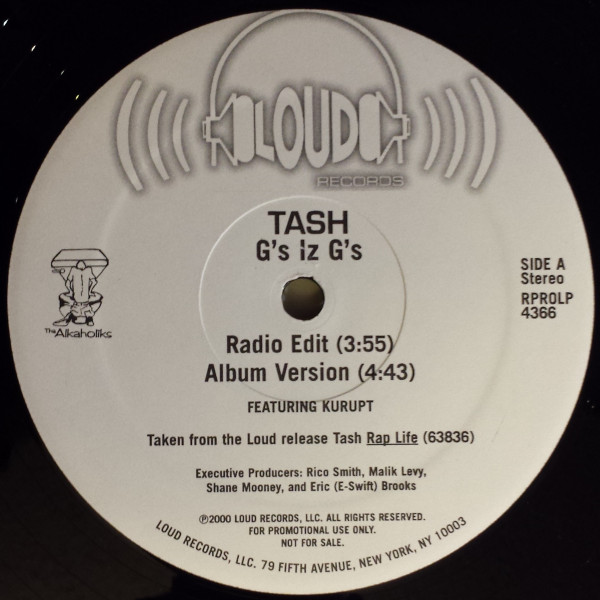 LOUD
RECORDS
TASH
G's Iz G's
SIDE A
Stereo
RPROLP
4366
The Alkaholiks
Radio Edit (3:55)
Album Version (4:43)
FEATURING KURUPT
Taken from the Loud release Tash Rap Life (63836)
Executive Producers: Rico Smith, Malik Levy,
Shane Mooney, and Eric (E-Swift) Brooks
℗2000 LOUD RECORDS, LLC. ALL RIGHTS RESERVED.
FOR PROMOTIONAL USE ONLY.
NOT FOR SALE.
LOUD RECORDS, LLC. 79 FIFTH AVENUE, NEW YORK, NY 10003